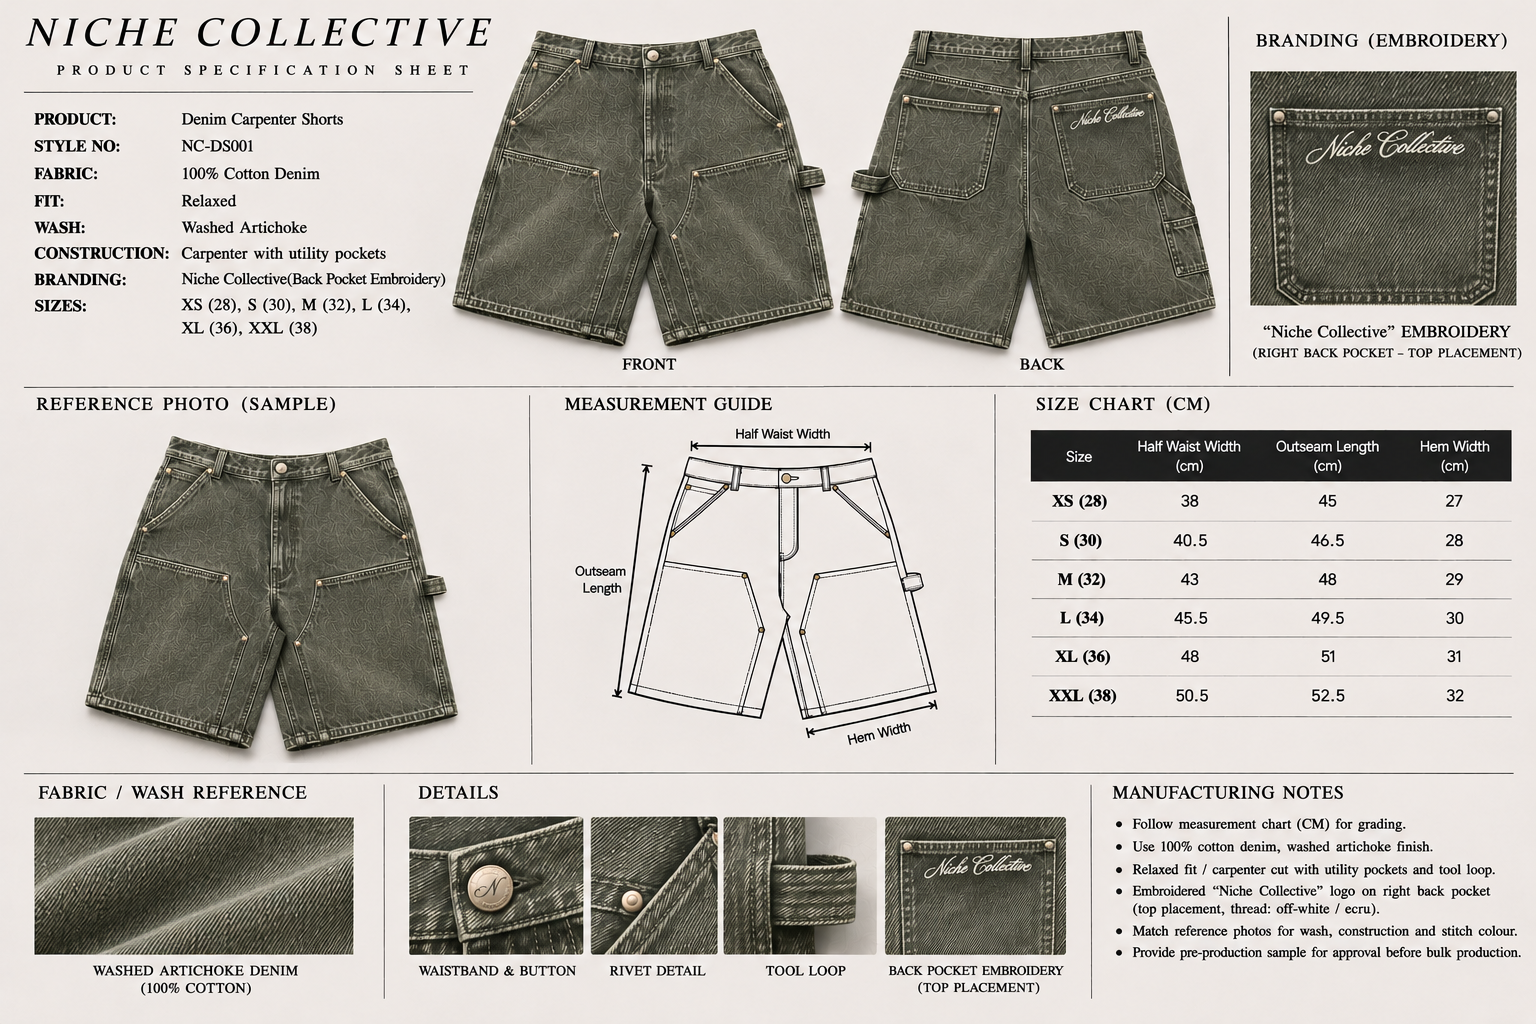 NICHE COLLECTIVE
PRODUCT SPECIFICATION SHEET
PRODUCT: Denim Carpenter Shorts
STYLE NO: NC-DS001
FABRIC: 100% Cotton Denim
FIT: Relaxed
WASH: Washed Artichoke
CONSTRUCTION: Carpenter with utility pockets
BRANDING: Niche Collective(Back Pocket Embroidery)
SIZES: XS (28), S (30), M (32), L (34),
XL (36), XXL (38)
FRONT
Niche Collective
BACK
BRANDING (EMBROIDERY)
Niche Collective
“Niche Collective” EMBROIDERY
(RIGHT BACK POCKET – TOP PLACEMENT)
REFERENCE PHOTO (SAMPLE)
MEASUREMENT GUIDE
Half Waist Width
Outseam
Length
Hem Width
SIZE CHART (CM)
Size Half Waist Width (cm) Outseam Length (cm) Hem Width (cm)
XS (28) 38 45 27
S (30) 40.5 46.5 28
M (32) 43 48 29
L (34) 45.5 49.5 30
XL (36) 48 51 31
XXL (38) 50.5 52.5 32
FABRIC / WASH REFERENCE
WASHED ARTICHOKE DENIM
(100% COTTON)
DETAILS
N
WAISTBAND & BUTTON
RIVET DETAIL
TOOL LOOP
Niche Collective
BACK POCKET EMBROIDERY
(TOP PLACEMENT)
MANUFACTURING NOTES
• Follow measurement chart (CM) for grading.
• Use 100% cotton denim, washed artichoke finish.
• Relaxed fit / carpenter cut with utility pockets and tool loop.
• Embroidered “Niche Collective” logo on right back pocket
(top placement, thread: off-white / ecru).
• Match reference photos for wash, construction and stitch colour.
• Provide pre-production sample for approval before bulk production.